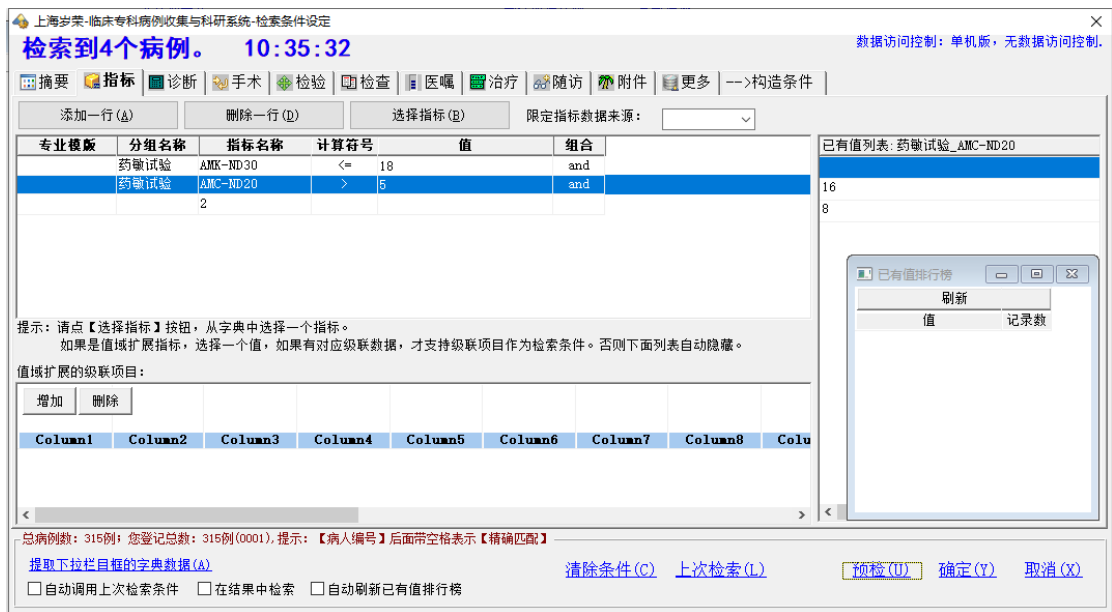 上海岁荣-临床专科病例收集与科研系统-检索条件设定
检索到4个病例。 10:35:32
数据访问控制: 单机版，无数据访问控制.
摘要 指标 诊断 手术 检验 检查 医嘱 治疗 随访 附件 更多 -->构造条件
添加一行(A) 删除一行(D) 选择指标(B) 限定指标数据来源:
专业模版 分组名称 指标名称 计算符号 值 组合
药敏试验 AMK-ND30 <= 18 and
药敏试验 AMC-ND20 > 5 and
2
已有值列表:药敏试验_AMC-ND20
16
8
已有值排行榜
刷新
值 记录数
提示: 请点【选择指标】按钮，从字典中选择一个指标。
如果是值域扩展指标，选择一个值，如果有对应级联数据，才支持级联项目作为检索条件。否则下面列表自动隐藏。
值域扩展的级联项目:
增加 删除
Column1 Column2 Column3 Column4 Column5 Column6 Column7 Column8 Colu
总病例数: 315例; 您登记总数: 315例(0001),提示: 【病人编号】后面带空格表示【精确匹配】
提取下拉栏目框的字典数据(A)
清除条件(C) 上次检索(L) 预检(U) 确定(Y) 取消(X)
自动调用上次检索条件 在结果中检索 自动刷新已有值排行榜